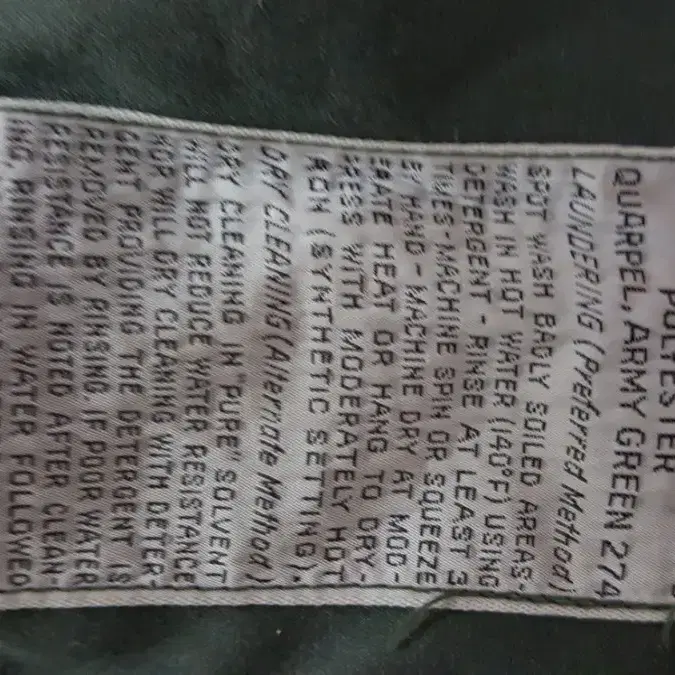 POLYESTER
QUARPEL, ARMY GREEN 274
LAUNDERING (Preferred Method)
SPOT WASH BADLY SOILED AREAS-
WASH IN HOT WATER (140°F) USING
DETERGENT - RINSE AT LEAST 3
TIMES-MACHINE SPIN OR SQUEEZE
BY HAND - MACHINE DRY AT MOD-
ERATE HEAT OR HANG TO DRY-
PRESS WITH MODERATELY HOT
IRON (SYNTHETIC SETTING).
DRY CLEANING (Alternate Method)
DRY CLEANING IN "PURE" SOLVENT
WILL NOT REDUCE WATER RESISTANCE
NOR WILL DRY CLEANING WITH DETER-
GENT PROVIDING THE DETERGENT IS
REMOVED BY RINSING. IF POOR WATER
RESISTANCE IS NOTED AFTER CLEAN-
ING, RINSING IN WATER FOLLOWED